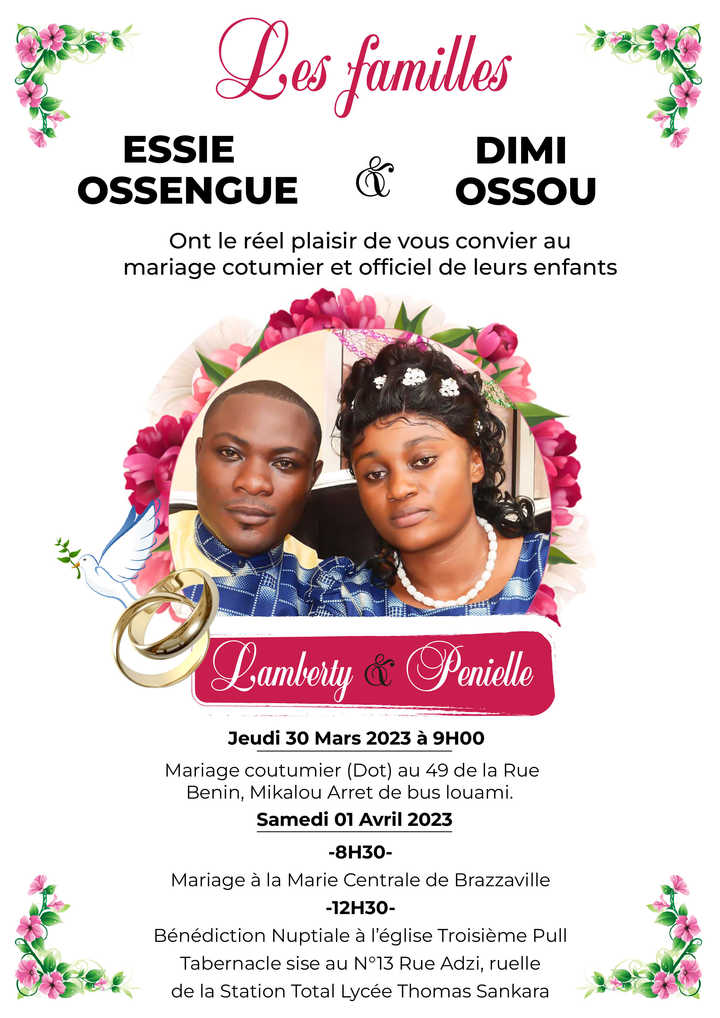 Les familles
ESSIE
OSSENGUE
&
DIMI
OSSOU
Ont le réel plaisir de vous convier au
mariage cotumier et officiel de leurs enfants
Lamberty & Penielle
Jeudi 30 Mars 2023 à 9H00
Mariage coutumier (Dot) au 49 de la Rue
Benin, Mikalou Arret de bus louami.
Samedi 01 Avril 2023
-8H30-
Mariage à la Marie Centrale de Brazzaville
-12H30-
Bénédiction Nuptiale à l'église Troisième Pull
Tabernacle sise au N°13 Rue Adzi, ruelle
de la Station Total Lycée Thomas Sankara